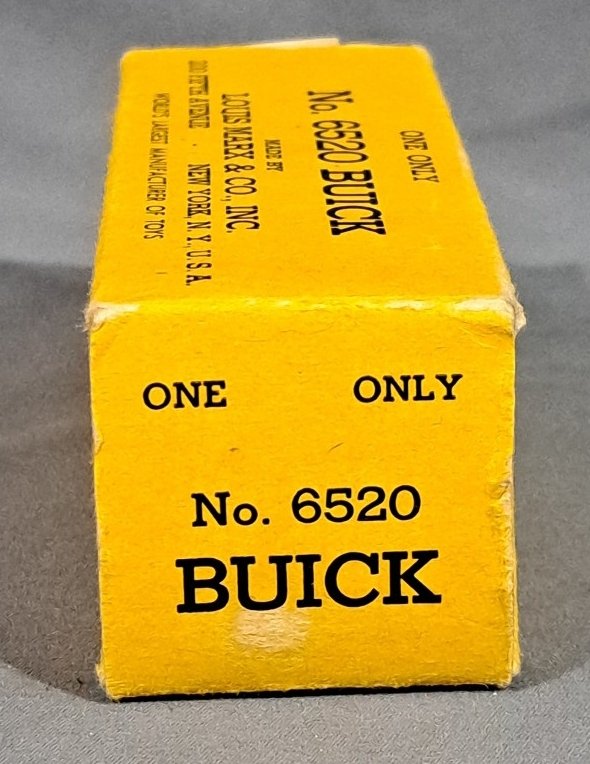 ONE ONLY
No. 6520 BUICK
MADE BY
LOUIS MARX & CO., INC.
200 FIFTH AVENUE NEW YORK, N. Y., U.S.A.
WORLD'S LARGEST MANUFACTURER OF TOYS
ONE ONLY
No. 6520
BUICK